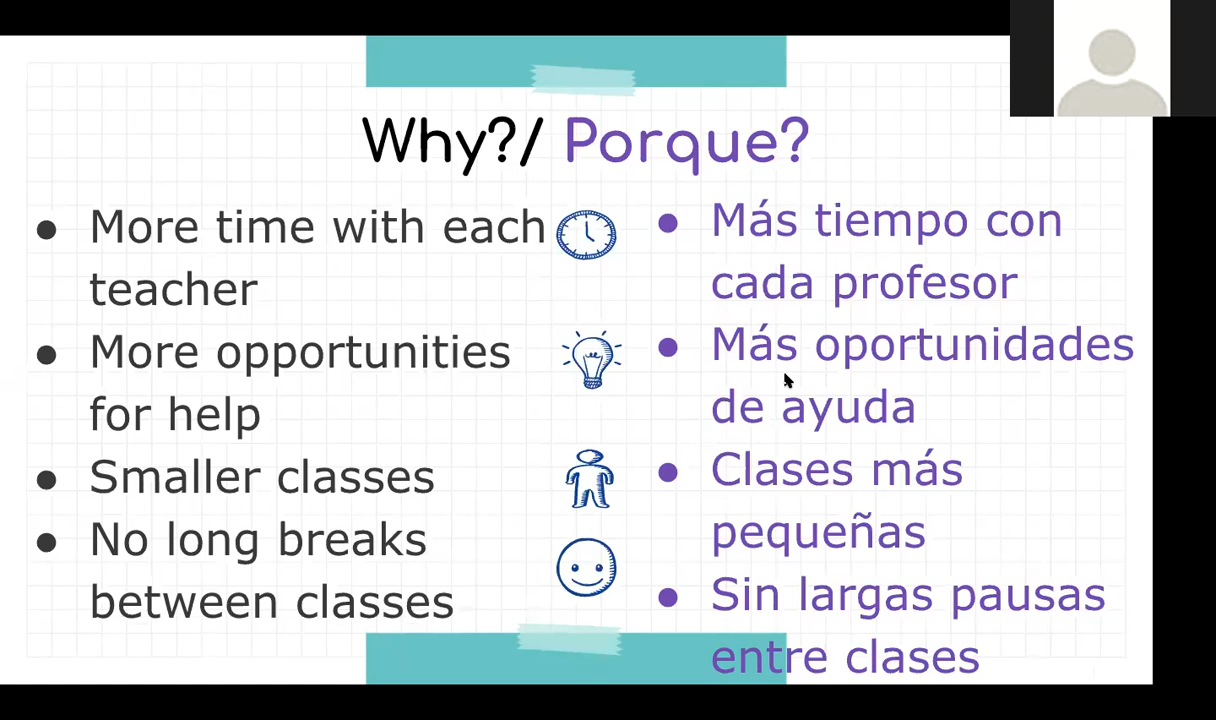 Why?/ Porque?
● More time with each
teacher
● More opportunities
for help
● Smaller classes
● No long breaks
between classes
● Más tiempo con
cada profesor
● Más oportunidades
de ayuda
● Clases más
pequeñas
● Sin largas pausas
entre clases